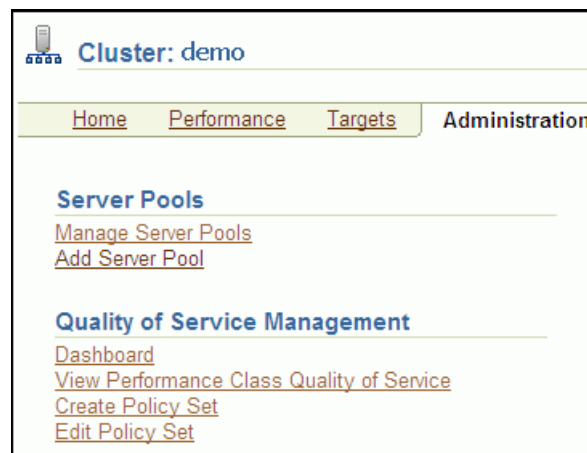 Cluster: demo
Home Performance Targets Administration
Server Pools
Manage Server Pools
Add Server Pool
Quality of Service Management
Dashboard
View Performance Class Quality of Service
Create Policy Set
Edit Policy Set